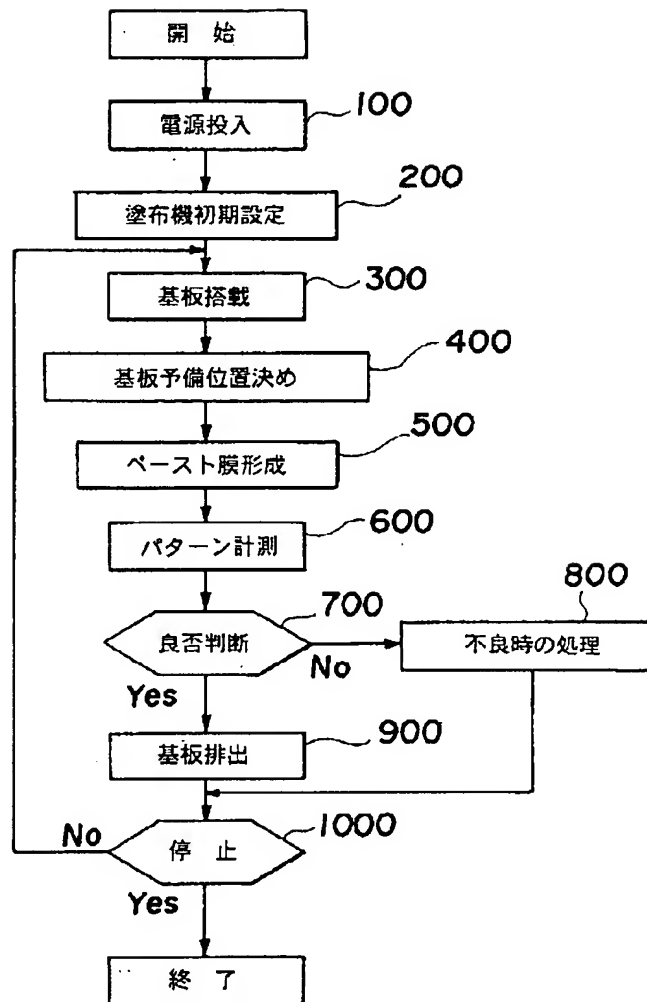 開 始
100
電源投入
200
塗布機初期設定
300
基板搭載
400
基板予備位置決め
500
ペースト膜形成
600
パターン計測
700
良否判断
No
800
不良時の処理
Yes
900
基板排出
1000
No
停 止
Yes
終 了